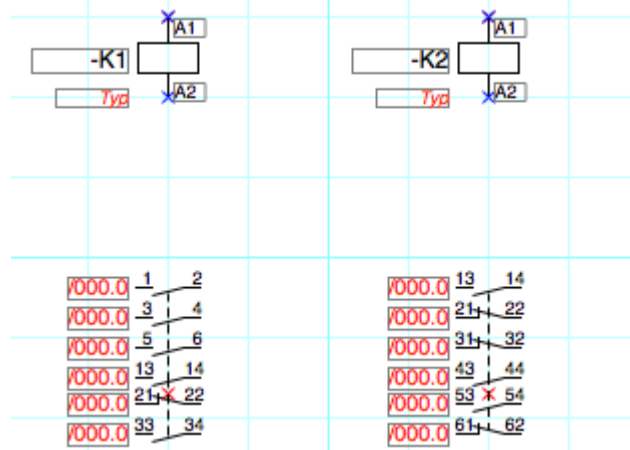 A1 A1
-K1 -K2
Typ A2 Typ A2
/000.0 1 2 /000.0 13 14
/000.0 3 4 /000.0 21 22
/000.0 5 6 /000.0 31 32
/000.0 13 14 /000.0 43 44
/000.0 21 22 /000.0 53 54
/000.0 33 34 /000.0 61 62